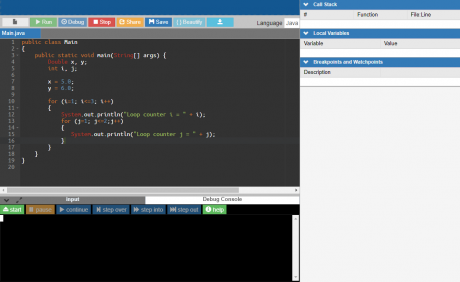 Run Debug Stop Share Save {} Beautify
Language Java
Main.java
1 public class Main
2 {
3 public static void main(String[] args) {
4 Double x, y;
5 int i, j;
6
7 x = 5.0;
8 y = 6.0;
9
10 for (i=1; i<=3; i++)
11 {
12 System.out.println("Loop counter i = " + i);
13 for (j=1; j<=2;j++)
14 {
15 System.out.println("Loop counter j = " + j);
16 }
17 }
18 }
19 }
20
Input Debug Console
start pause continue step over step into step out help
Call Stack
# Function File:Line
Local Variables
Variable Value
Breakpoints and Watchpoints
Description